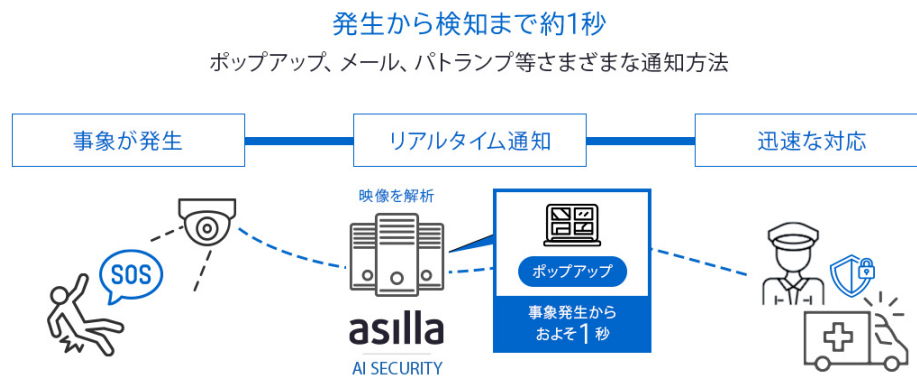 発生から検知まで約1秒
ポップアップ、メール、パトランプ等さまざまな通知方法
事象が発生
リアルタイム通知
迅速な対応
映像を解析
SOS
ポップアップ
事象発生から
およそ1秒
asilla
AI SECURITY